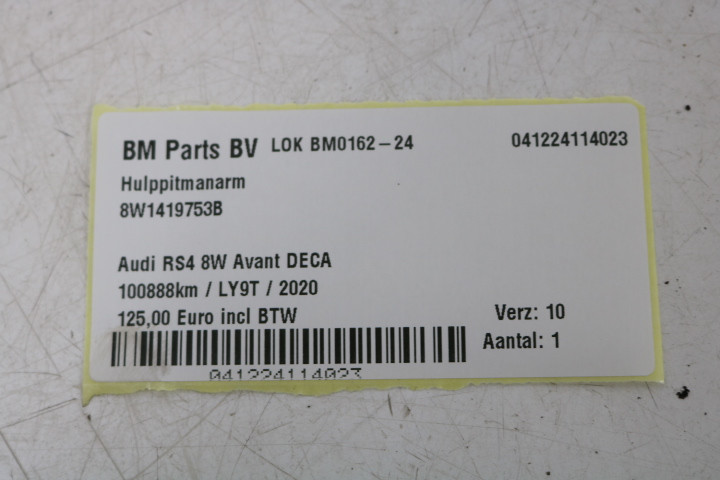 BM Parts BV LOK BM0162-24 041224114023
Hulppitmanarm
8W1419753B
Audi RS4 8W Avant DECA
100888km / LY9T / 2020
125,00 Euro incl BTW Verz: 10
Aantal: 1
041224114023